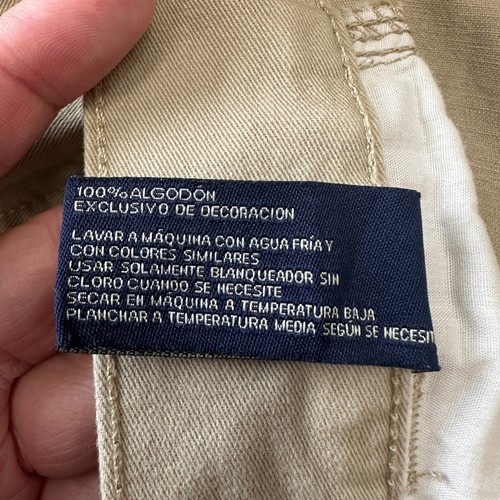 100% ALGODÓN
EXCLUSIVO DE DECORACION
LAVAR A MÁQUINA CON AGUA FRÍA Y
CON COLORES SIMILARES
USAR SOLAMENTE BLANQUEADOR SIN
CLORO CUANDO SE NECESITE
SECAR EN MÁQUINA A TEMPERATURA BAJA
PLANCHAR A TEMPERATURA MEDIA SEGÚN SE NECESIT